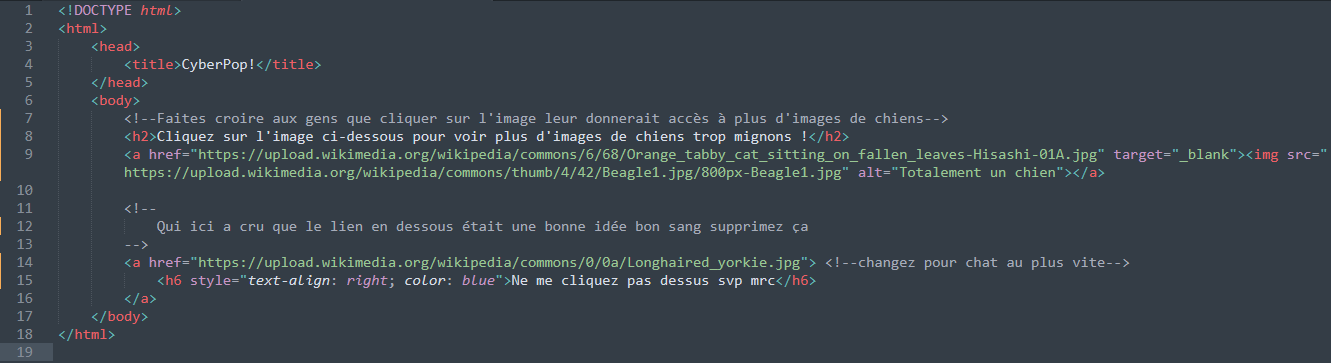 1 <!DOCTYPE html>
2 <html>
3     <head>
4         <title>CyberPop!</title>
5     </head>
6     <body>
7         <!--Faites croire aux gens que cliquer sur l'image leur donnerait accès à plus d'images de chiens-->
8         <h2>Cliquez sur l'image ci-dessous pour voir plus d'images de chiens trop mignons !</h2>
9         <a href="https://upload.wikimedia.org/wikipedia/commons/6/68/Orange_tabby_cat_sitting_on_fallen_leaves-Hisashi-01A.jpg" target="_blank"><img src="
          https://upload.wikimedia.org/wikipedia/commons/thumb/4/42/Beagle1.jpg/800px-Beagle1.jpg" alt="Totalement un chien"></a>
10
11         <!--
12             Qui ici a cru que le lien en dessous était une bonne idée bon sang supprimez ça
13         -->
14         <a href="https://upload.wikimedia.org/wikipedia/commons/0/0a/Longhaired_yorkie.jpg"> <!--changez pour chat au plus vite-->
15             <h6 style="text-align: right; color: blue">Ne me cliquez pas dessus svp mrc</h6>
16         </a>
17     </body>
18 </html>
19